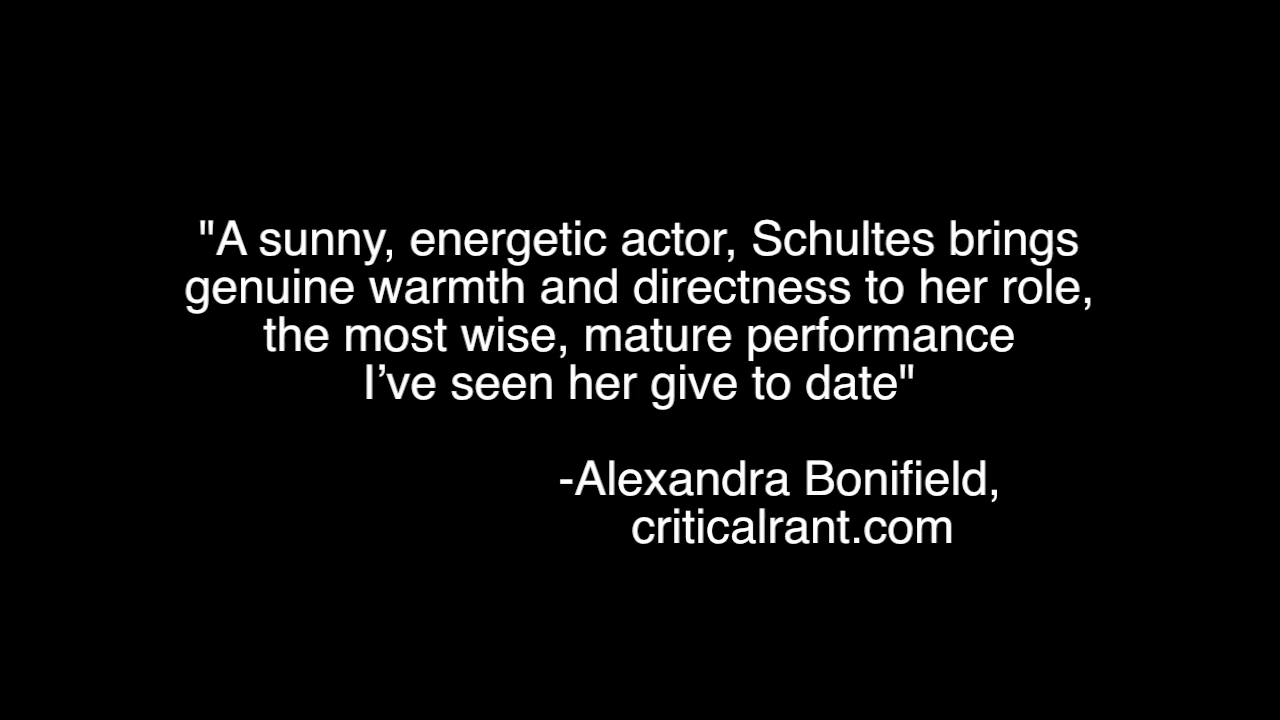 "A sunny, energetic actor, Schultes brings
genuine warmth and directness to her role,
the most wise, mature performance
I’ve seen her give to date"
-Alexandra Bonifield,
criticalrant.com